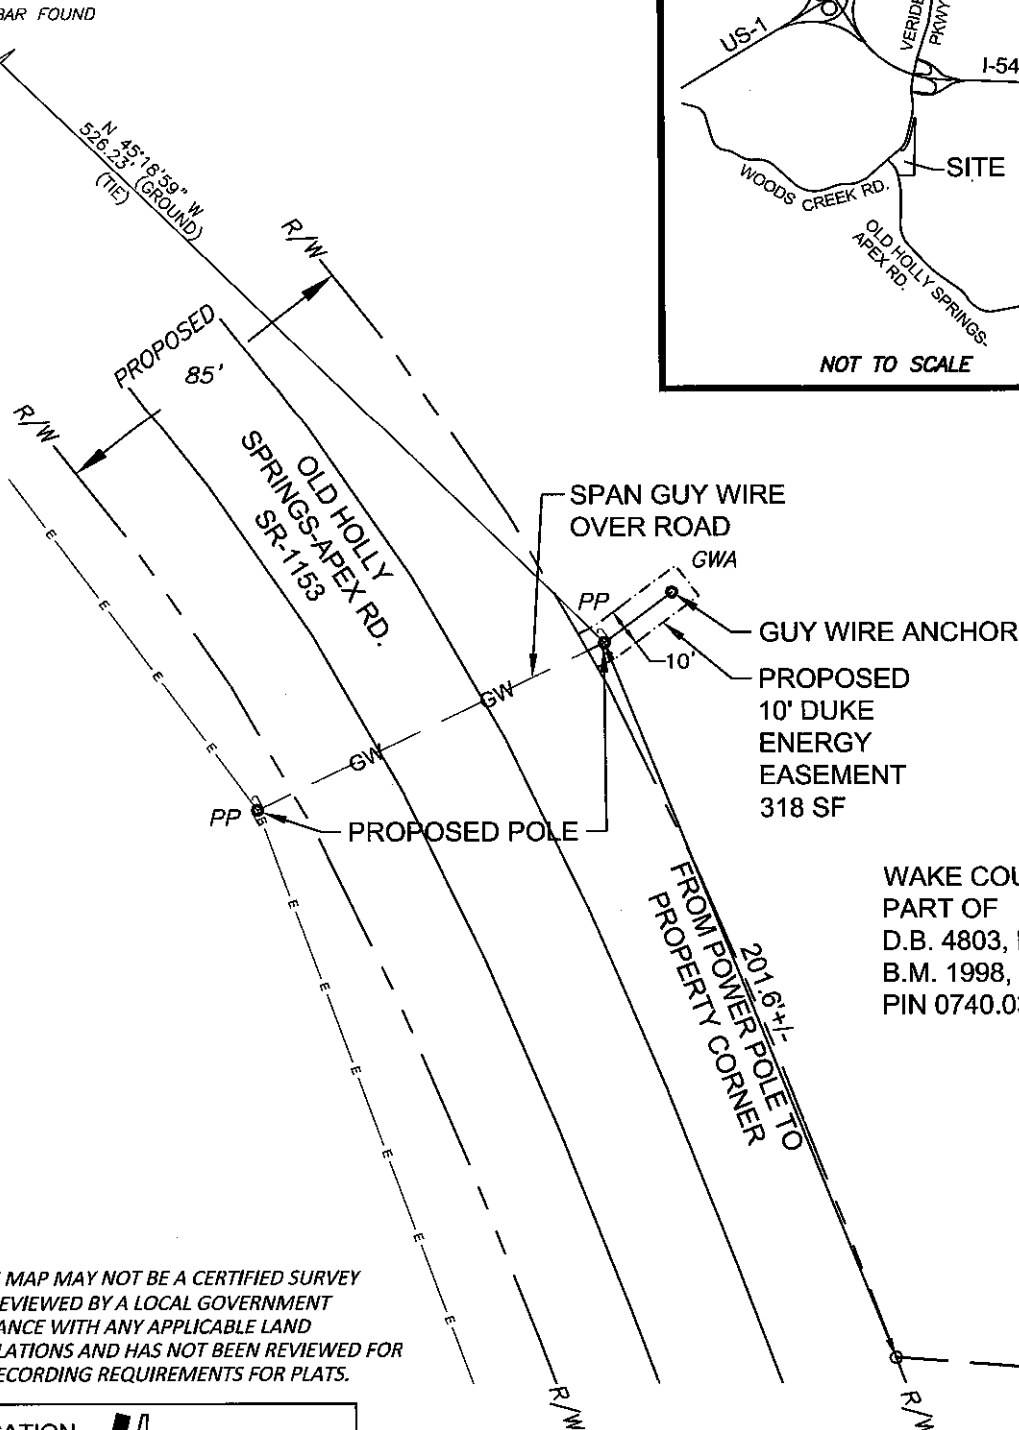 BAR FOUND
N 45°18'59" W
526.23' (GROUND)
(TIE)
R/W
PROPOSED
85'
R/W
OLD HOLLY
SPRINGS-APEX RD.
SR-1153
US-1
VERIDE
PKWY
I-54
SITE
WOODS CREEK RD.
OLD HOLLY SPRINGS-
APEX RD.
NOT TO SCALE
SPAN GUY WIRE
OVER ROAD
GWA
PP
GUY WIRE ANCHOR
10'
PROPOSED
10' DUKE
ENERGY
EASEMENT
318 SF
E
E
E
E
GW
GW
PP
PROPOSED POLE
E
E
E
E
E
E
E
FROM POWER POLE TO
PROPERTY CORNER
201.6'+/-
WAKE COU
PART OF
D.B. 4803,
B.M. 1998,
PIN 0740.03
MAP MAY NOT BE A CERTIFIED SURVEY
EVIEWED BY A LOCAL GOVERNMENT
ANCE WITH ANY APPLICABLE LAND
LATIONS AND HAS NOT BEEN REVIEWED FOR
ECORDING REQUIREMENTS FOR PLATS.
R/W
R/W